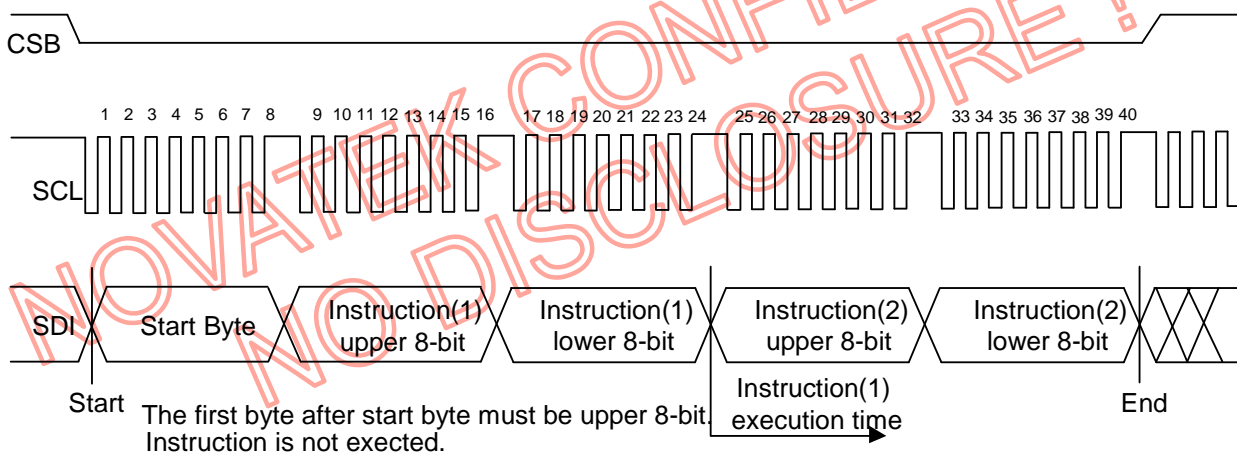 NOVATEK CONFIDENTIAL
NO DISCLOSURE !
CSB
1 2 3 4 5 6 7 8 9 10 11 12 13 14 15 16 17 18 19 20 21 22 23 24 25 26 27 28 29 30 31 32 33 34 35 36 37 38 39 40
SCL
SDI
Start Byte
Instruction(1)
upper 8-bit
Instruction(1)
lower 8-bit
Instruction(2)
upper 8-bit
Instruction(2)
lower 8-bit
Start
The first byte after start byte must be upper 8-bit.
Instruction is not exected.
Instruction(1)
execution time
End